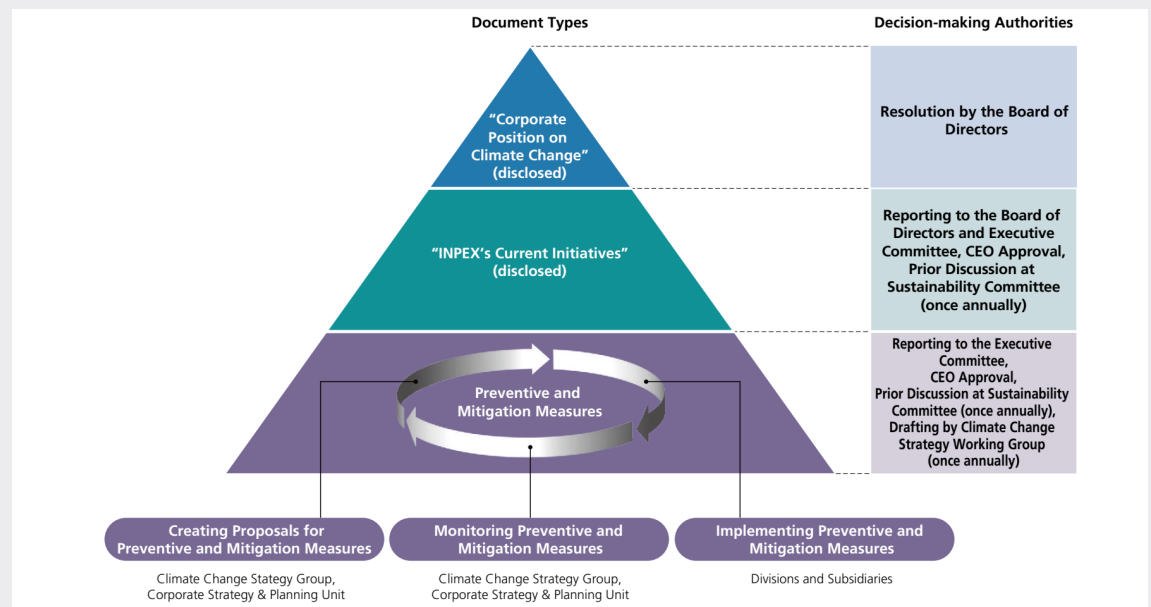 Document Types
Decision-making Authorities
“Corporate
Position on
Climate Change”
(disclosed)
Resolution by the Board of
Directors
“INPEX’s Current Initiatives”
(disclosed)
Reporting to the Board of
Directors and Executive
Committee, CEO Approval,
Prior Discussion at
Sustainability Committee
(once annually)
Preventive and
Mitigation Measures
Reporting to the Executive
Committee,
CEO Approval,
Prior Discussion at Sustainability
Committee (once annually),
Drafting by Climate Change
Strategy Working Group
(once annually)
Creating Proposals for
Preventive and Mitigation Measures
Climate Change Stategy Group,
Corporate Strategy & Planning Unit
Monitoring Preventive and
Mitigation Measures
Climate Change Strategy Group,
Corporate Strategy & Planning Unit
Implementing Preventive and
Mitigation Measures
Divisions and Subsidiaries